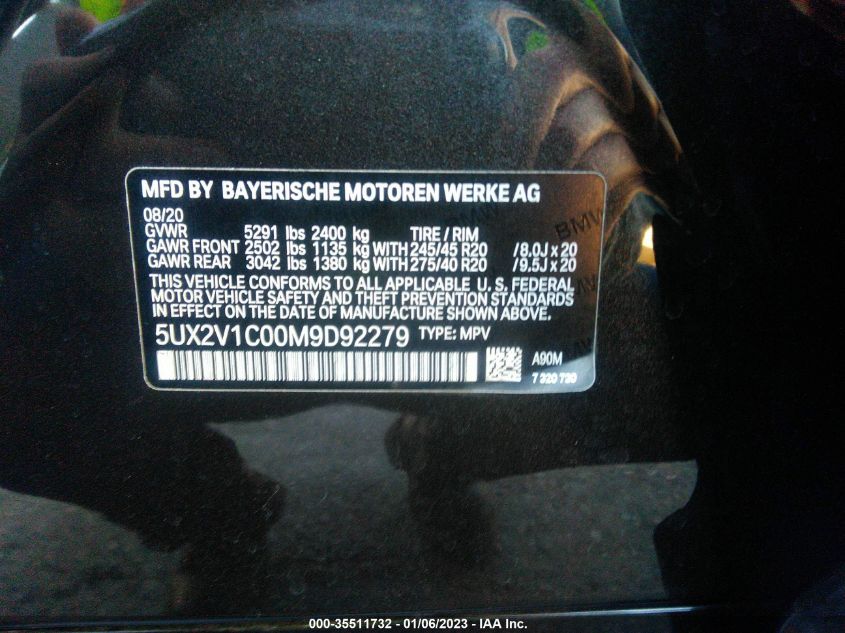 MFD BY BAYERISCHE MOTOREN WERKE AG
08/20
GVWR 5291 lbs 2400 kg TIRE / RIM
GAWR FRONT 2502 lbs 1135 kg WITH 245/45 R20 /8.0J x 20
GAWR REAR 3042 lbs 1380 kg WITH 275/40 R20 /9.5J x 20
THIS VEHICLE CONFORMS TO ALL APPLICABLE U. S. FEDERAL
MOTOR VEHICLE SAFETY AND THEFT PREVENTION STANDARDS
IN EFFECT ON THE DATE OF MANUFACTURE SHOWN ABOVE.
5UX2V1C00M9D92279 TYPE: MPV
A90M
7 320 730
BMW
000-35511732 - 01/06/2023 - IAA Inc.